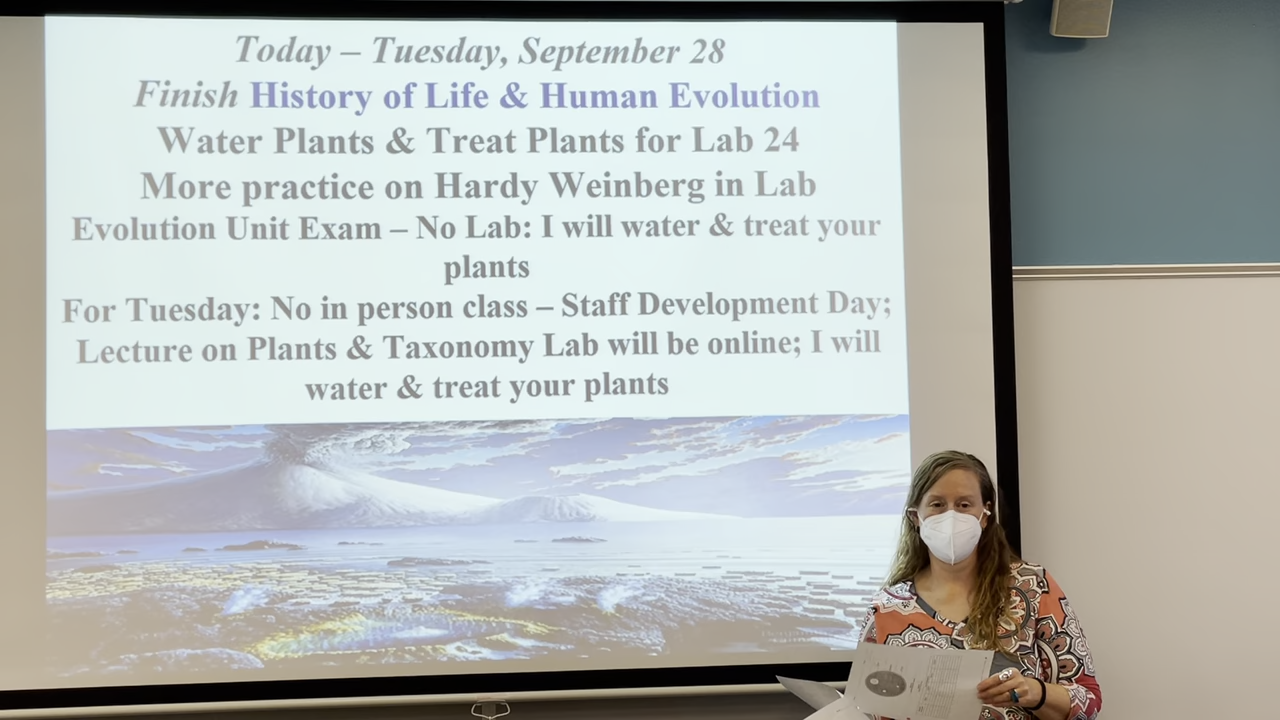 Today – Tuesday, September 28
Finish History of Life & Human Evolution
Water Plants & Treat Plants for Lab 24
More practice on Hardy Weinberg in Lab
Evolution Unit Exam – No Lab: I will water & treat your
plants
For Tuesday: No in person class – Staff Development Day;
Lecture on Plants & Taxonomy Lab will be online; I will
water & treat your plants